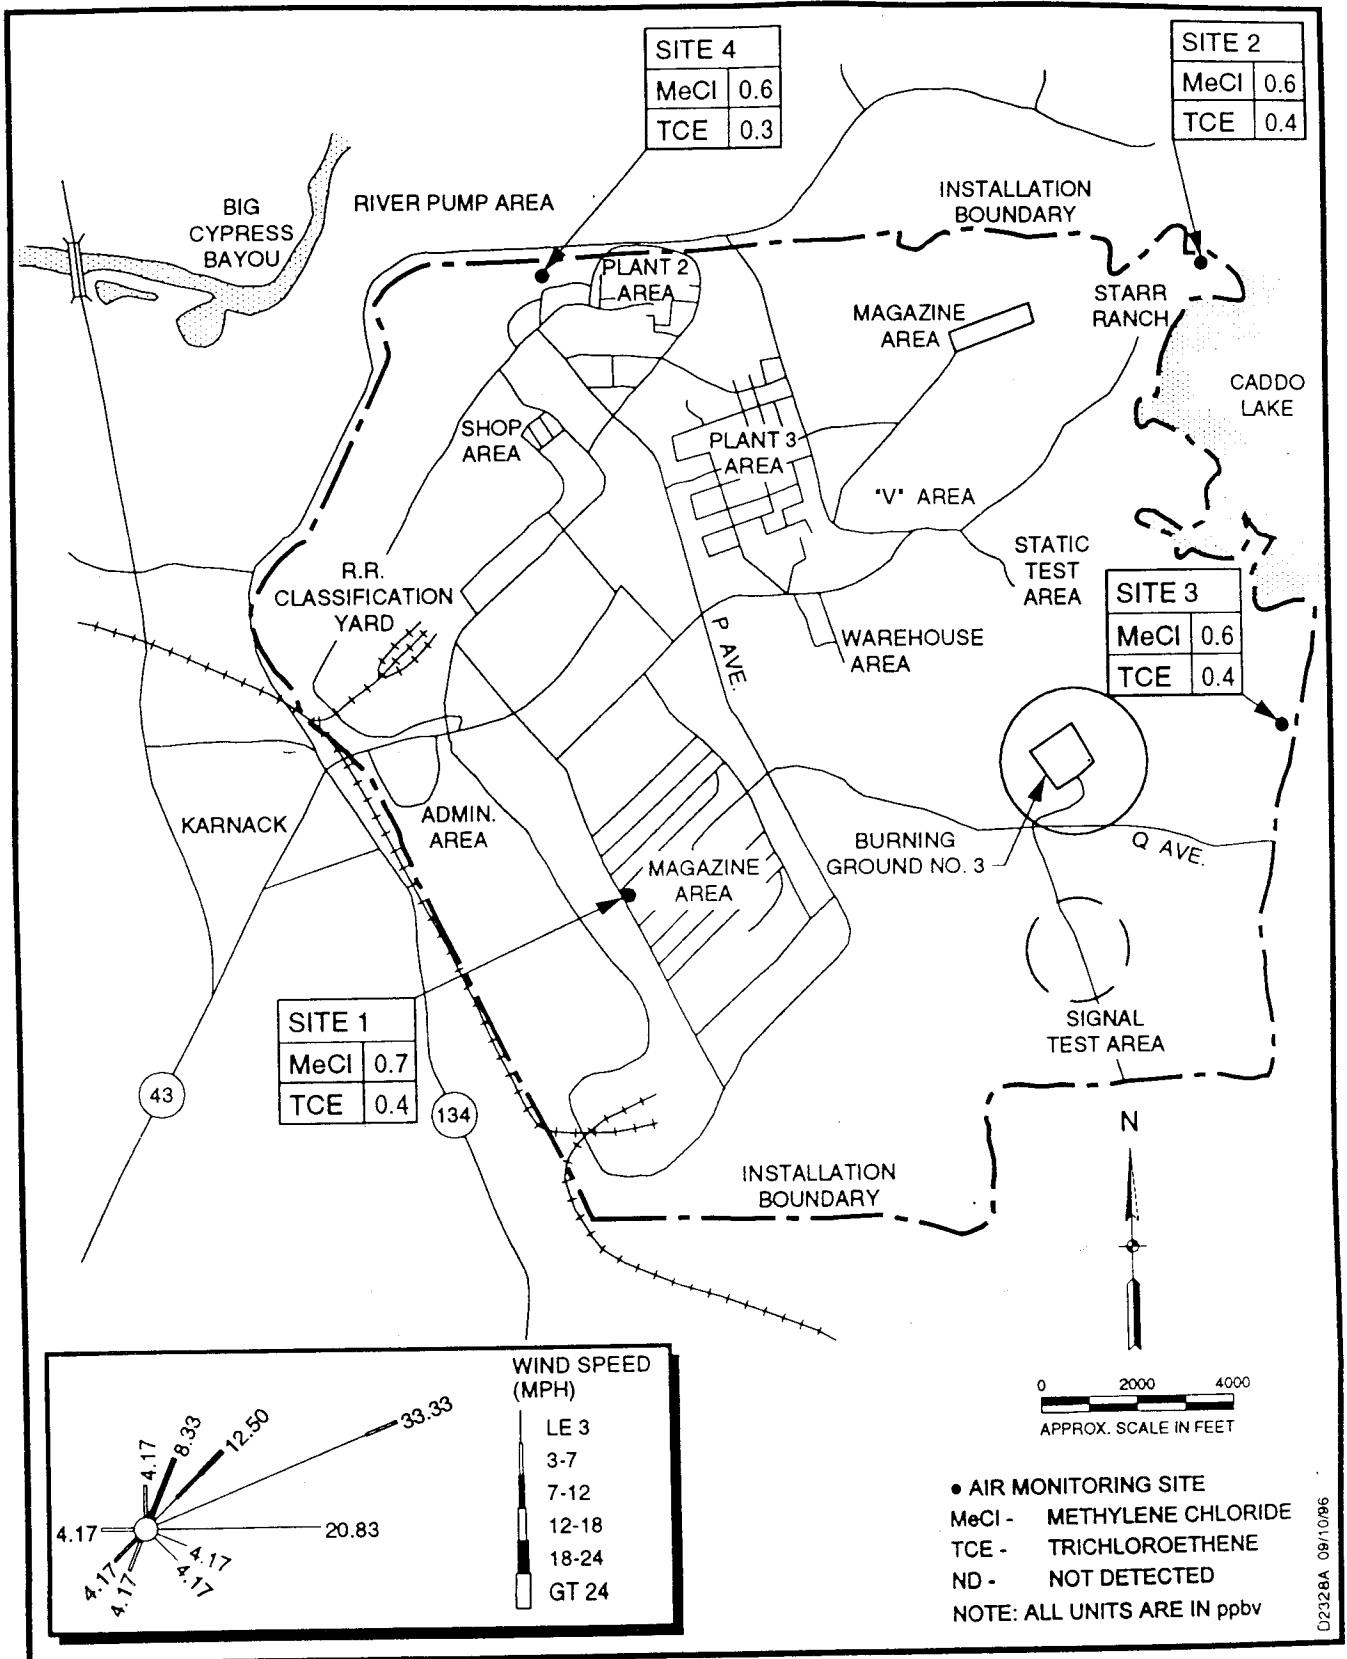 SITE 4
MeCl 0.6
TCE 0.3
SITE 2
MeCl 0.6
TCE 0.4
BIG
CYPRESS
BAYOU
RIVER PUMP AREA
INSTALLATION
BOUNDARY
PLANT 2
AREA
MAGAZINE
AREA
STARR
RANCH
CADDO
LAKE
SHOP
AREA
PLANT 3
AREA
"V" AREA
STATIC
TEST
AREA
R.R.
CLASSIFICATION
YARD
SITE 3
MeCl 0.6
TCE 0.4
P AVE.
WAREHOUSE
AREA
KARNACK
ADMIN.
AREA
BURNING
GROUND NO. 3
Q AVE.
MAGAZINE
AREA
SITE 1
MeCl 0.7
TCE 0.4
SIGNAL
TEST AREA
43
134
N
INSTALLATION
BOUNDARY
WIND SPEED
(MPH)
LE 3
3-7
7-12
12-18
18-24
GT 24
4.17
8.33
12.50
33.33
20.83
4.17
4.17
4.17
4.17
4.17
0 2000 4000
APPROX. SCALE IN FEET
AIR MONITORING SITE
MeCl - METHYLENE CHLORIDE
TCE - TRICHLOROETHENE
ND - NOT DETECTED
NOTE: ALL UNITS ARE IN ppbv
D2328A 09/10/96